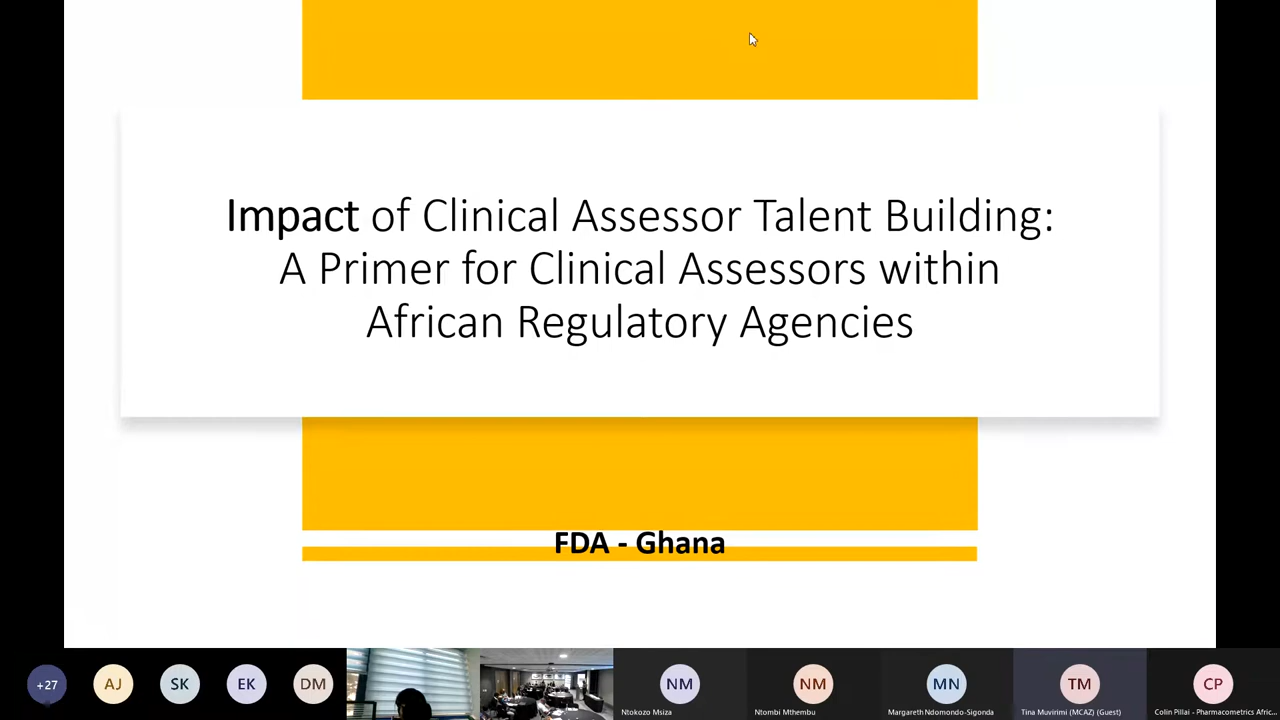 Impact of Clinical Assessor Talent Building:
A Primer for Clinical Assessors within
African Regulatory Agencies
FDA - Ghana
+27
AJ
SK
EK
DM
NM
NM
MN
TM
CP
Ntokozo Msiza
Ntombi Mthembu
Margareth Ndomondo-Sigonda
Tina Muvirimi (MCAZ) (Guest)
Colin Pillai - Pharmacometrics Afric...